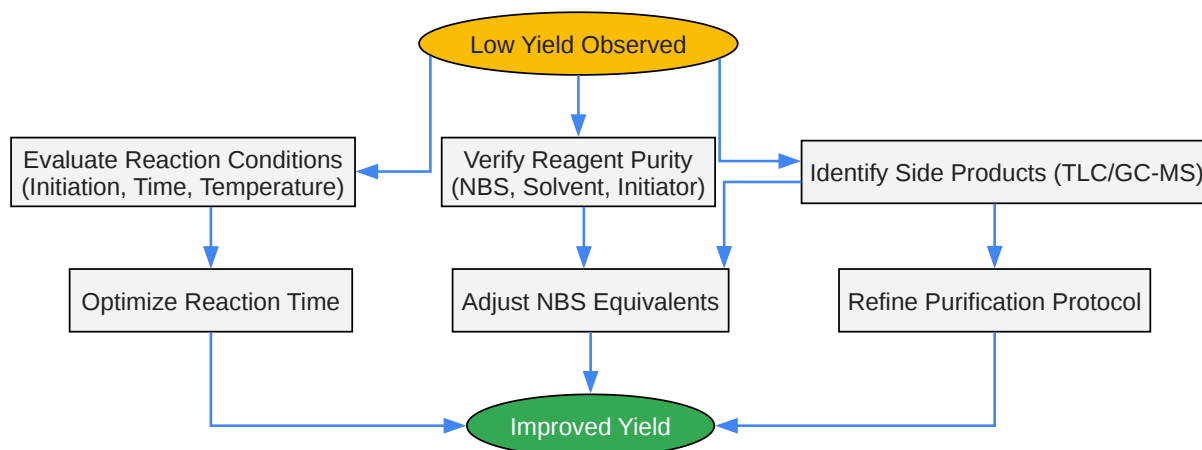 Low Yield Observed
Evaluate Reaction Conditions
(Initiation, Time, Temperature)
Verify Reagent Purity
(NBS, Solvent, Initiator)
Identify Side Products (TLC/GC-MS)
Optimize Reaction Time
Adjust NBS Equivalents
Refine Purification Protocol
Improved Yield